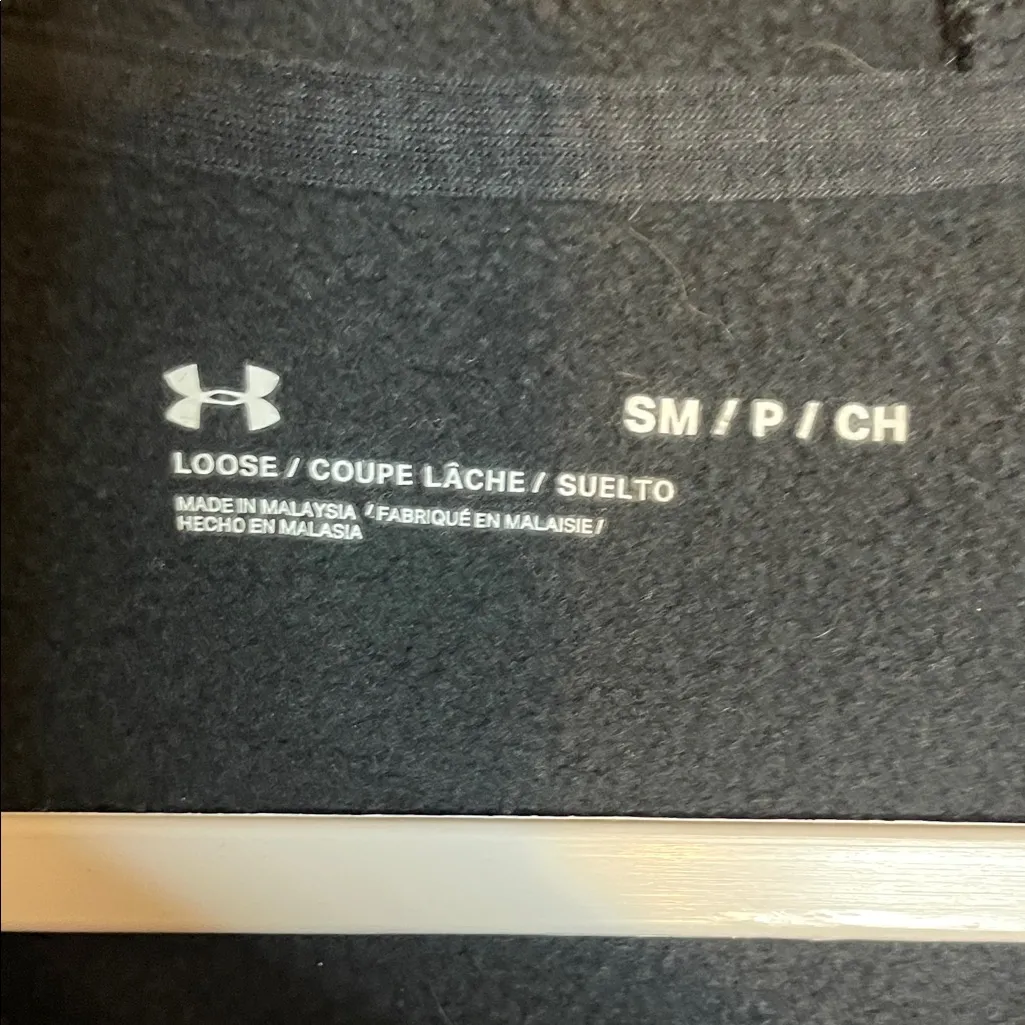 SM / P / CH
LOOSE / COUPE LÂCHE / SUELTO
MADE IN MALAYSIA / FABRIQUÉ EN MALAISIE /
HECHO EN MALASIA